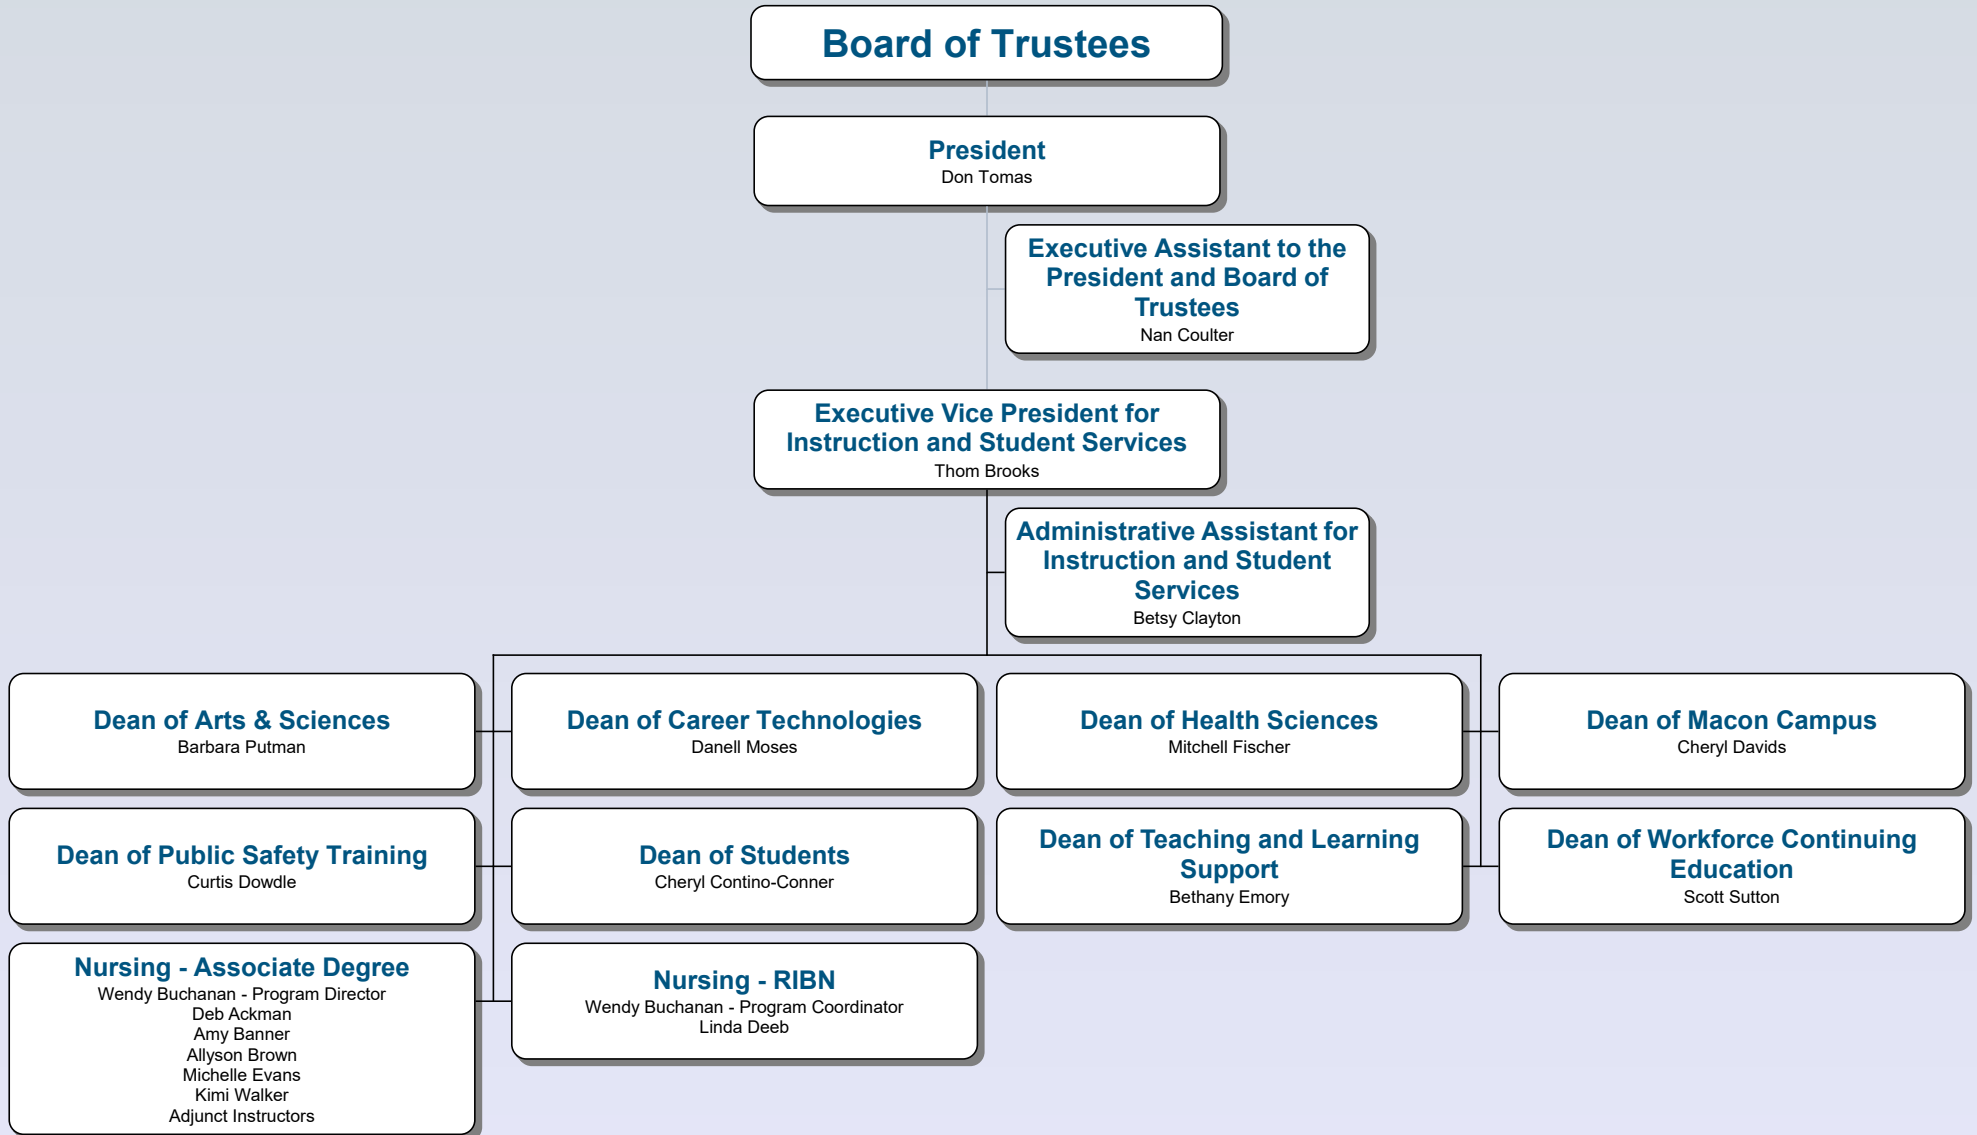 Board of Trustees
President
Don Tomas
Executive Assistant to the
President and Board of
Trustees
Nan Coulter
Executive Vice President for
Instruction and Student Services
Thom Brooks
Administrative Assistant for
Instruction and Student
Services
Betsy Clayton
Dean of Arts & Sciences
Barbara Putman
Dean of Career Technologies
Danell Moses
Dean of Health Sciences
Mitchell Fischer
Dean of Macon Campus
Cheryl Davids
Dean of Public Safety Training
Curtis Dowdle
Dean of Students
Cheryl Contino-Conner
Dean of Teaching and Learning
Support
Bethany Emory
Dean of Workforce Continuing
Education
Scott Sutton
Nursing - Associate Degree
Wendy Buchanan - Program Director
Deb Ackman
Amy Banner
Allyson Brown
Michelle Evans
Kimi Walker
Adjunct Instructors
Nursing - RIBN
Wendy Buchanan - Program Coordinator
Linda Deeb